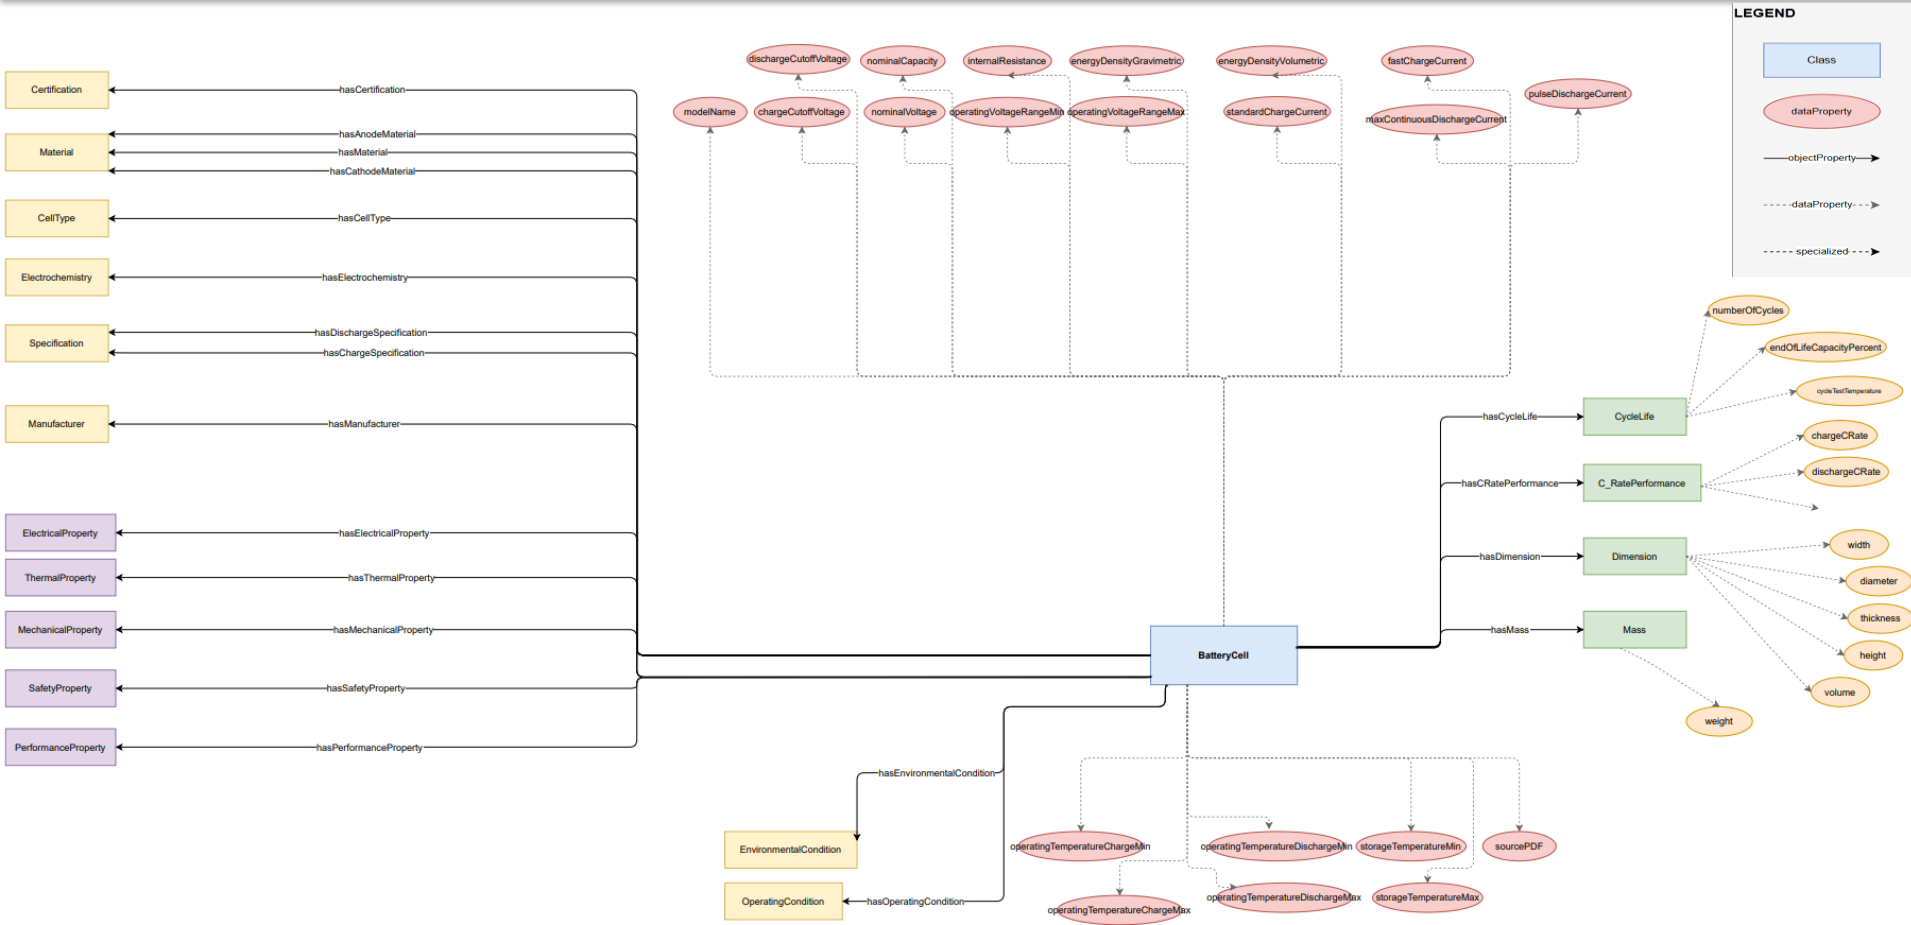 LEGEND
Class
dataProperty
objectProperty
dataProperty
specialized
dischargeCutoffVoltage
nominalCapacity
internalResistance
energyDensityGravimetric
energyDensityVolumetric
fastChargeCurrent
pulseDischargeCurrent
modelName
chargeCutoffVoltage
nominalVoltage
operatingVoltageRangeMin
operatingVoltageRangeMax
standardChargeCurrent
maxContinuousDischargeCurrent
Certification
hasCertification
Material
hasAnodeMaterial
hasMaterial
hasCathodeMaterial
CellType
hasCellType
Electrochemistry
hasElectrochemistry
Specification
hasDischargeSpecification
hasChargeSpecification
Manufacturer
hasManufacturer
ElectricalProperty
hasElectricalProperty
ThermalProperty
hasThermalProperty
MechanicalProperty
hasMechanicalProperty
SafetyProperty
hasSafetyProperty
PerformanceProperty
hasPerformanceProperty
BatteryCell
hasCycleLife
CycleLife
numberOfCycles
endOfLifeCapacityPercent
cycleTestTemperature
hasCRatePerformance
C_RatePerformance
chargeCRate
dischargeCRate
hasDimension
Dimension
width
diameter
thickness
height
volume
hasMass
Mass
weight
hasEnvironmentalCondition
EnvironmentalCondition
hasOperatingCondition
OperatingCondition
operatingTemperatureChargeMin
operatingTemperatureDischargeMin
storageTemperatureMin
sourcePDF
operatingTemperatureChargeMax
operatingTemperatureDischargeMax
storageTemperatureMax